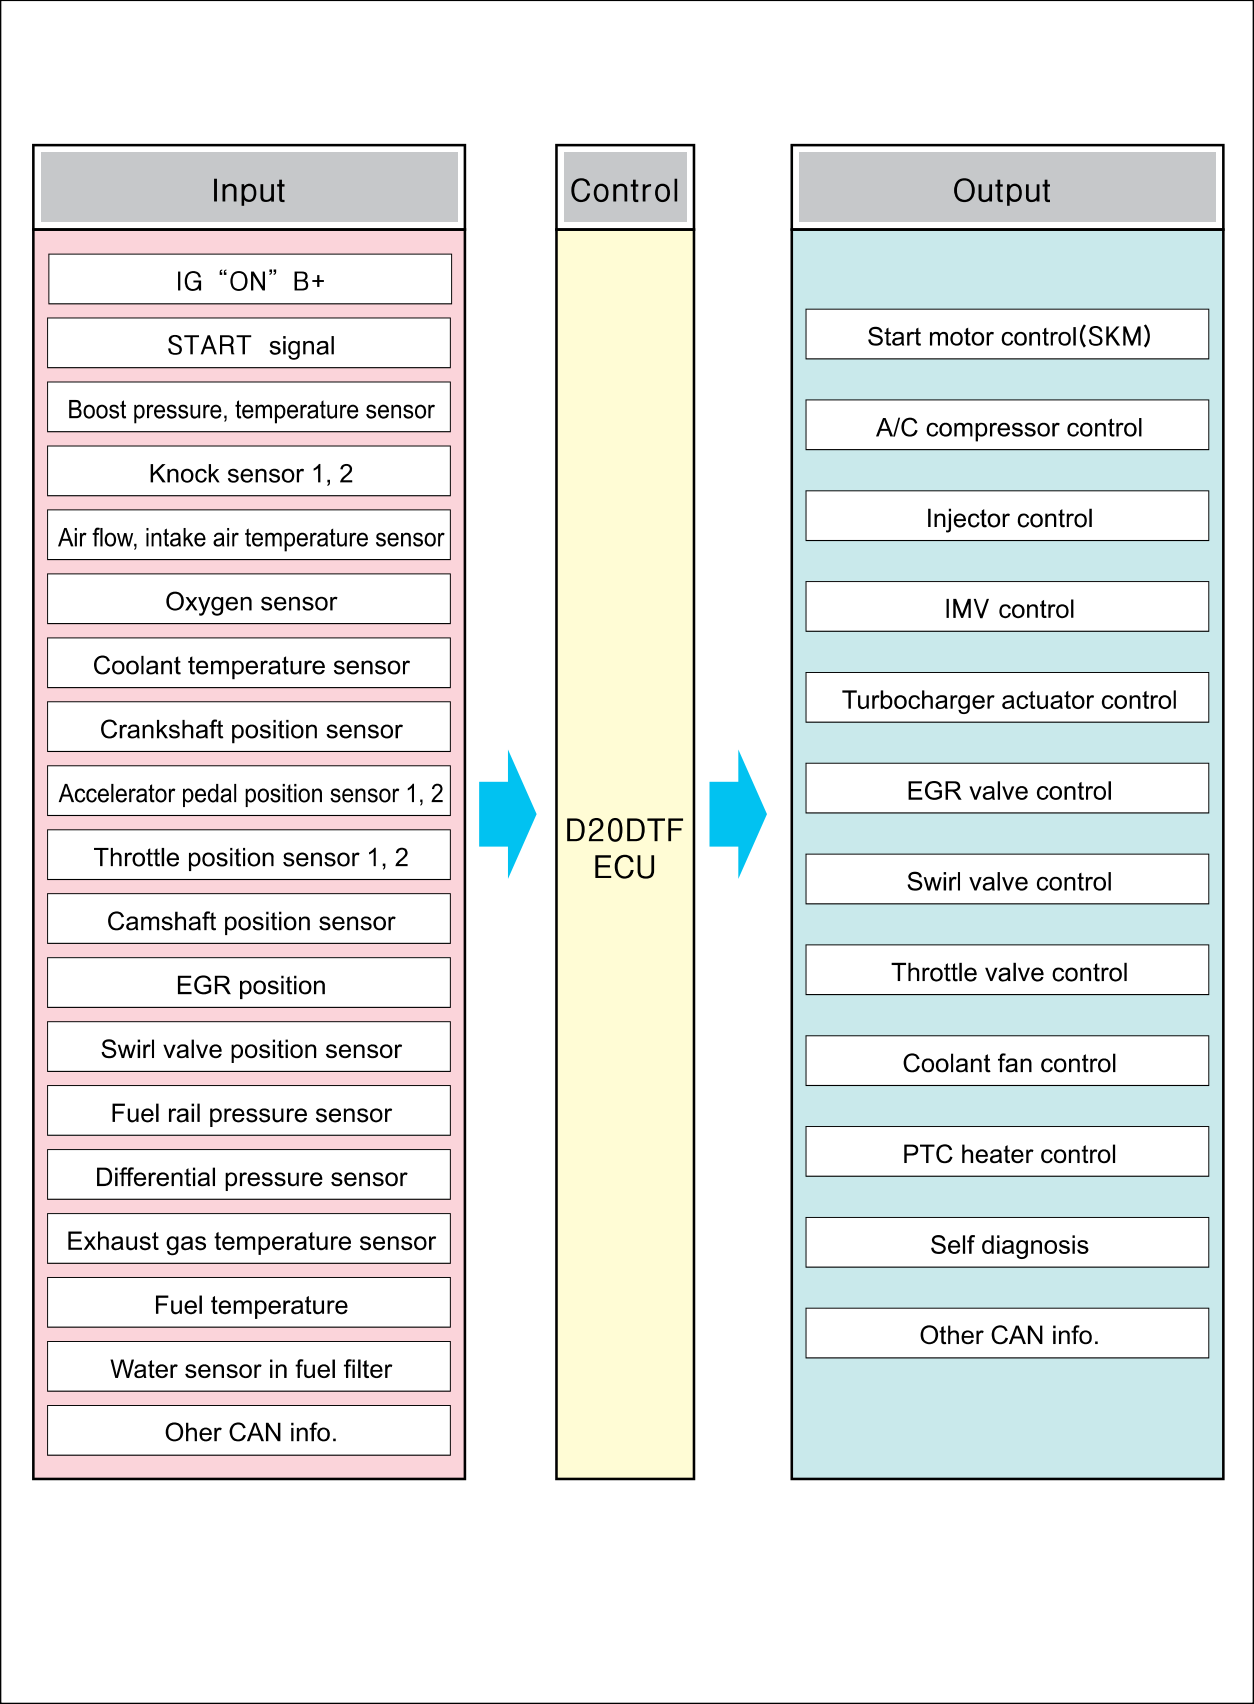 Input
IG “ON” B+
START signal
Boost pressure, temperature sensor
Knock sensor 1, 2
Air flow, intake air temperature sensor
Oxygen sensor
Coolant temperature sensor
Crankshaft position sensor
Accelerator pedal position sensor 1, 2
Throttle position sensor 1, 2
Camshaft position sensor
EGR position
Swirl valve position sensor
Fuel rail pressure sensor
Differential pressure sensor
Exhaust gas temperature sensor
Fuel temperature
Water sensor in fuel filter
Oher CAN info.
Control
D20DTF
ECU
Output
Start motor control(SKM)
A/C compressor control
Injector control
IMV control
Turbocharger actuator control
EGR valve control
Swirl valve control
Throttle valve control
Coolant fan control
PTC heater control
Self diagnosis
Other CAN info.